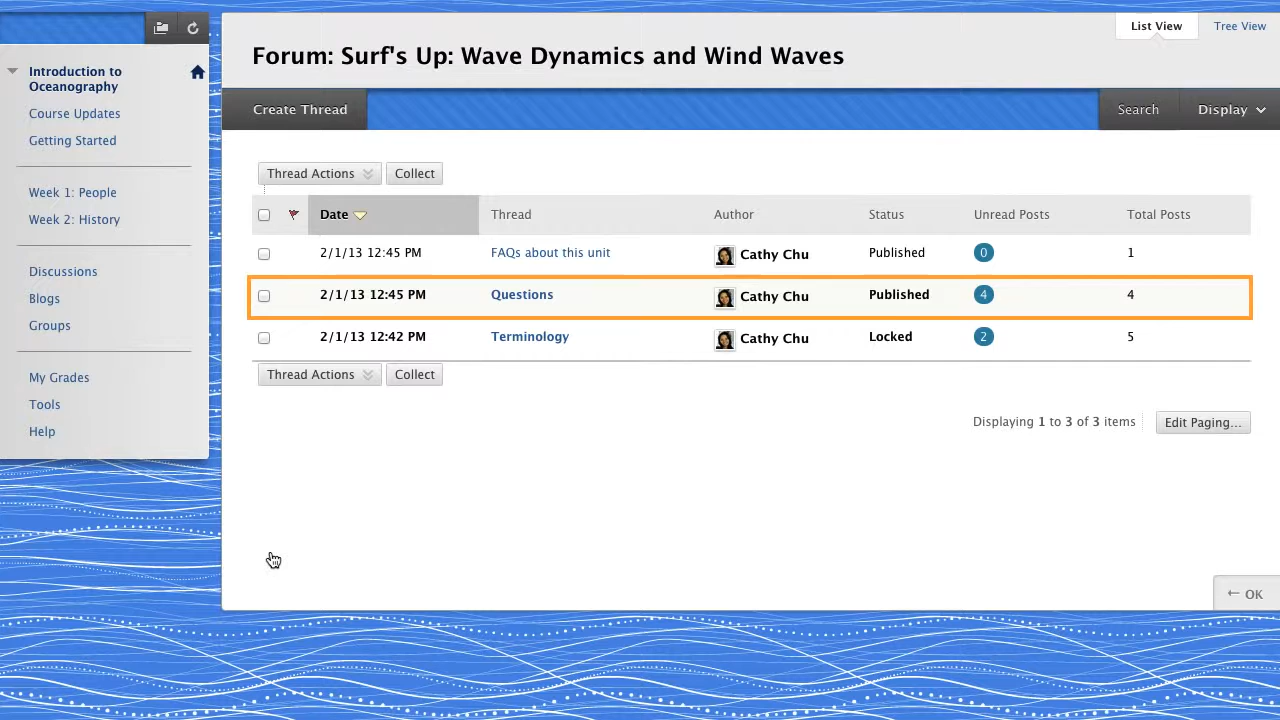 List View
Tree View
Forum: Surf's Up: Wave Dynamics and Wind Waves
Create Thread
Search
Display
Introduction to
Oceanography
Course Updates
Getting Started
Week 1: People
Week 2: History
Discussions
Blogs
Groups
My Grades
Tools
Help
Thread Actions
Collect
Date Thread Author Status Unread Posts Total Posts
2/1/13 12:45 PM FAQs about this unit Cathy Chu Published 0 1
2/1/13 12:45 PM Questions Cathy Chu Published 4 4
2/1/13 12:42 PM Terminology Cathy Chu Locked 2 5
Thread Actions
Collect
Displaying 1 to 3 of 3 items
Edit Paging...
← OK